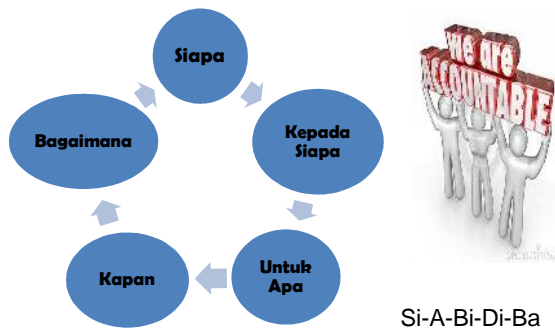 Siapa
Kepada
Siapa
Untuk
Apa
Kapan
Bagaimana
we are
ACCOUNTABLE
Si-A-Bi-Di-Ba